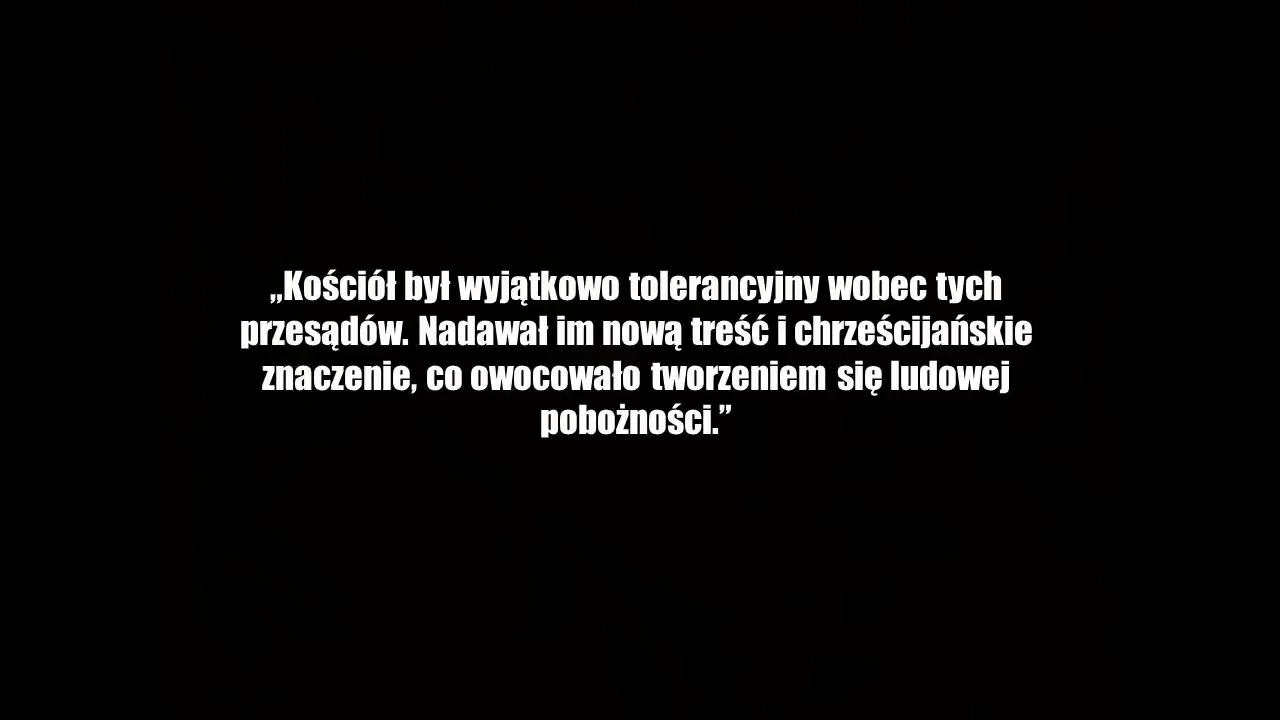 „Kościół był wyjątkowo tolerancyjny wobec tych
przesądów. Nadawał im nową treść i chrześcijańskie
znaczenie, co owocowało tworzeniem się ludowej
pobożności.”